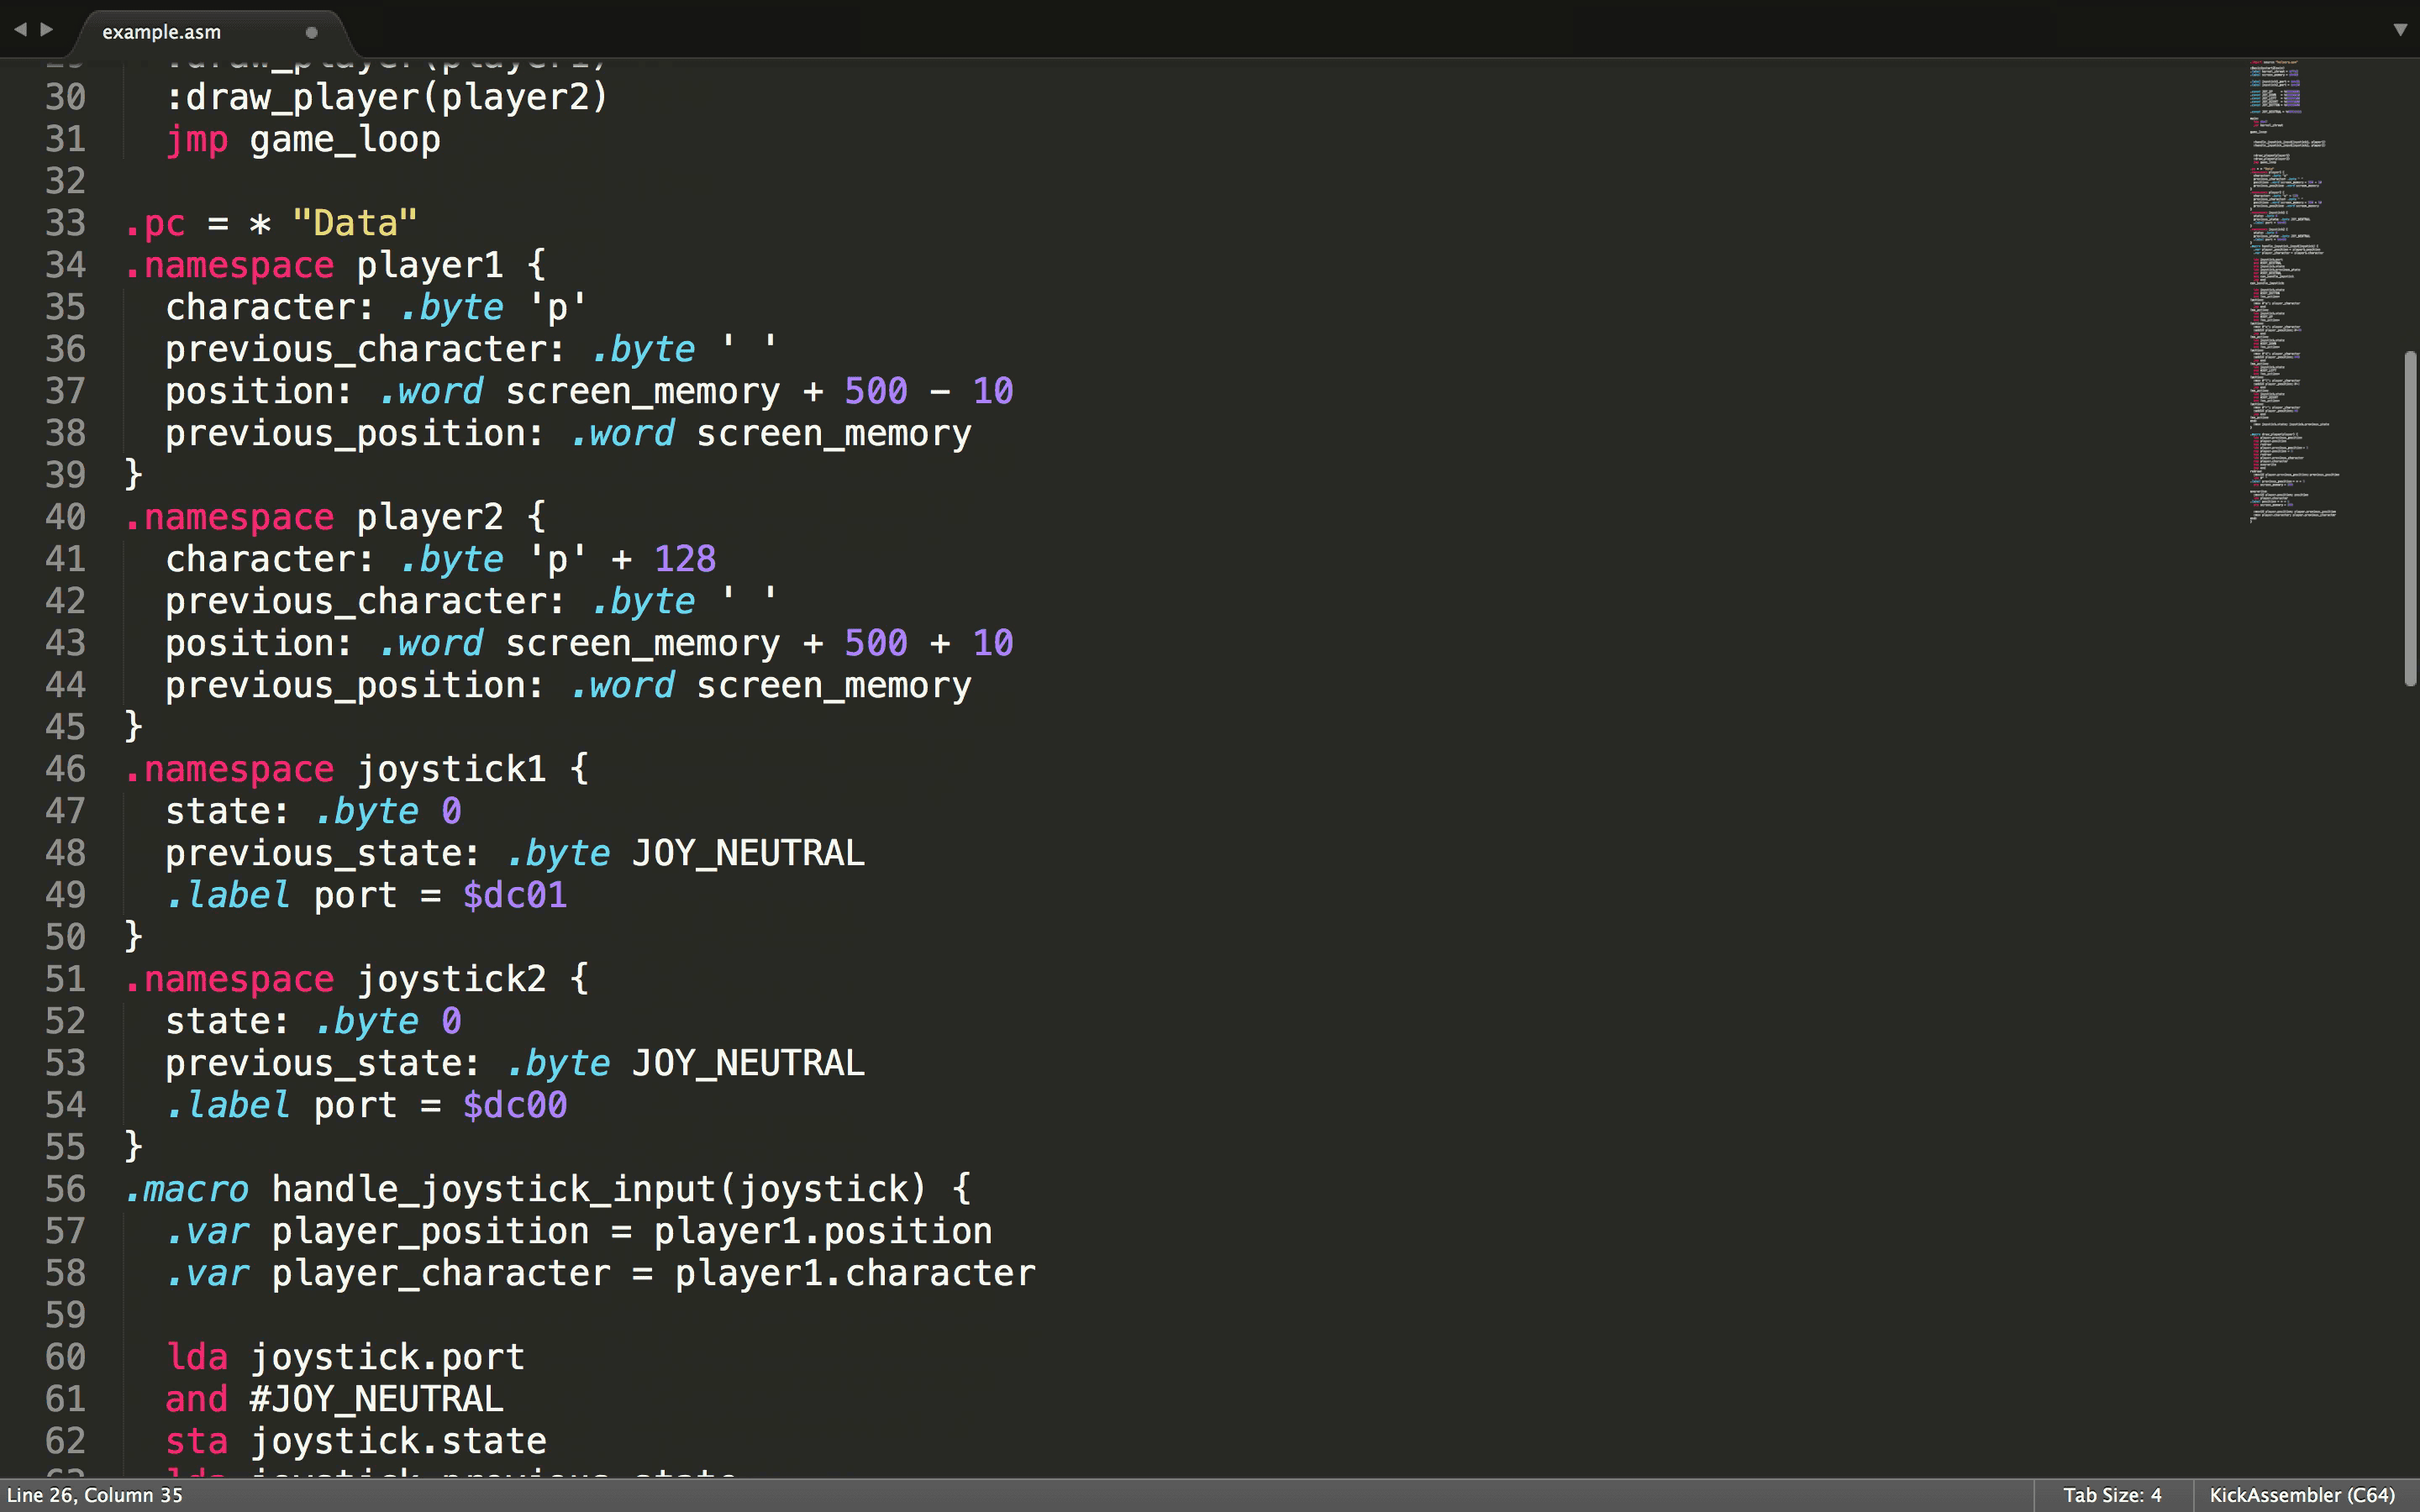 example.asm
:draw_player(player1)
30 :draw_player(player2)
31 jmp game_loop
32
33 .pc = * "Data"
34 .namespace player1 {
35 character: .byte 'p'
36 previous_character: .byte ' '
37 position: .word screen_memory + 500 - 10
38 previous_position: .word screen_memory
39 }
40 .namespace player2 {
41 character: .byte 'p' + 128
42 previous_character: .byte ' '
43 position: .word screen_memory + 500 + 10
44 previous_position: .word screen_memory
45 }
46 .namespace joystick1 {
47 state: .byte 0
48 previous_state: .byte JOY_NEUTRAL
49 .label port = $dc01
50 }
51 .namespace joystick2 {
52 state: .byte 0
53 previous_state: .byte JOY_NEUTRAL
54 .label port = $dc00
55 }
56 .macro handle_joystick_input(joystick) {
57 .var player_position = player1.position
58 .var player_character = player1.character
59
60 lda joystick.port
61 and #JOY_NEUTRAL
62 sta joystick.state
Line 26, Column 35
Tab Size: 4
KickAssembler (C64)